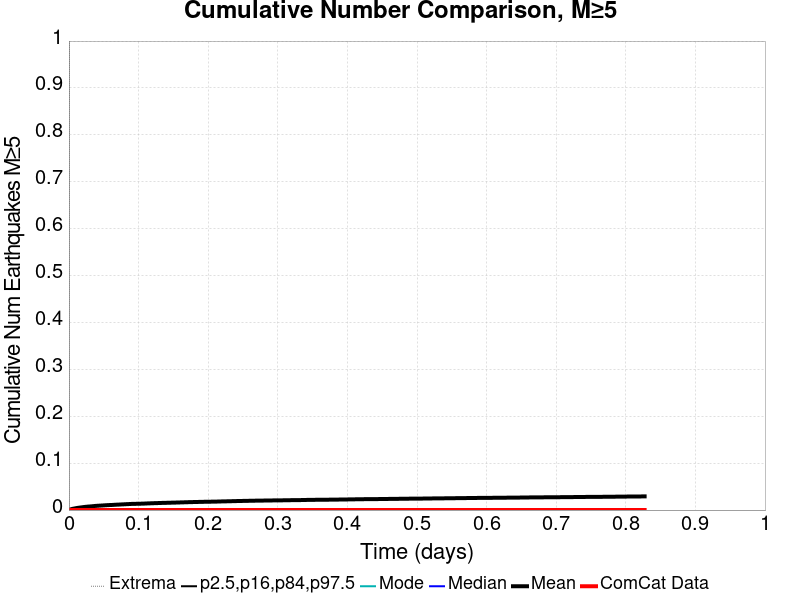 Cumulative Number Comparison, M≥5
Cumulative Num Earthquakes M≥5
1
0.9
0.8
0.7
0.6
0.5
0.4
0.3
0.2
0.1
0
0 0.1 0.2 0.3 0.4 0.5 0.6 0.7 0.8 0.9 1
Time (days)
Extrema p2.5,p16,p84,p97.5 Mode Median Mean ComCat Data